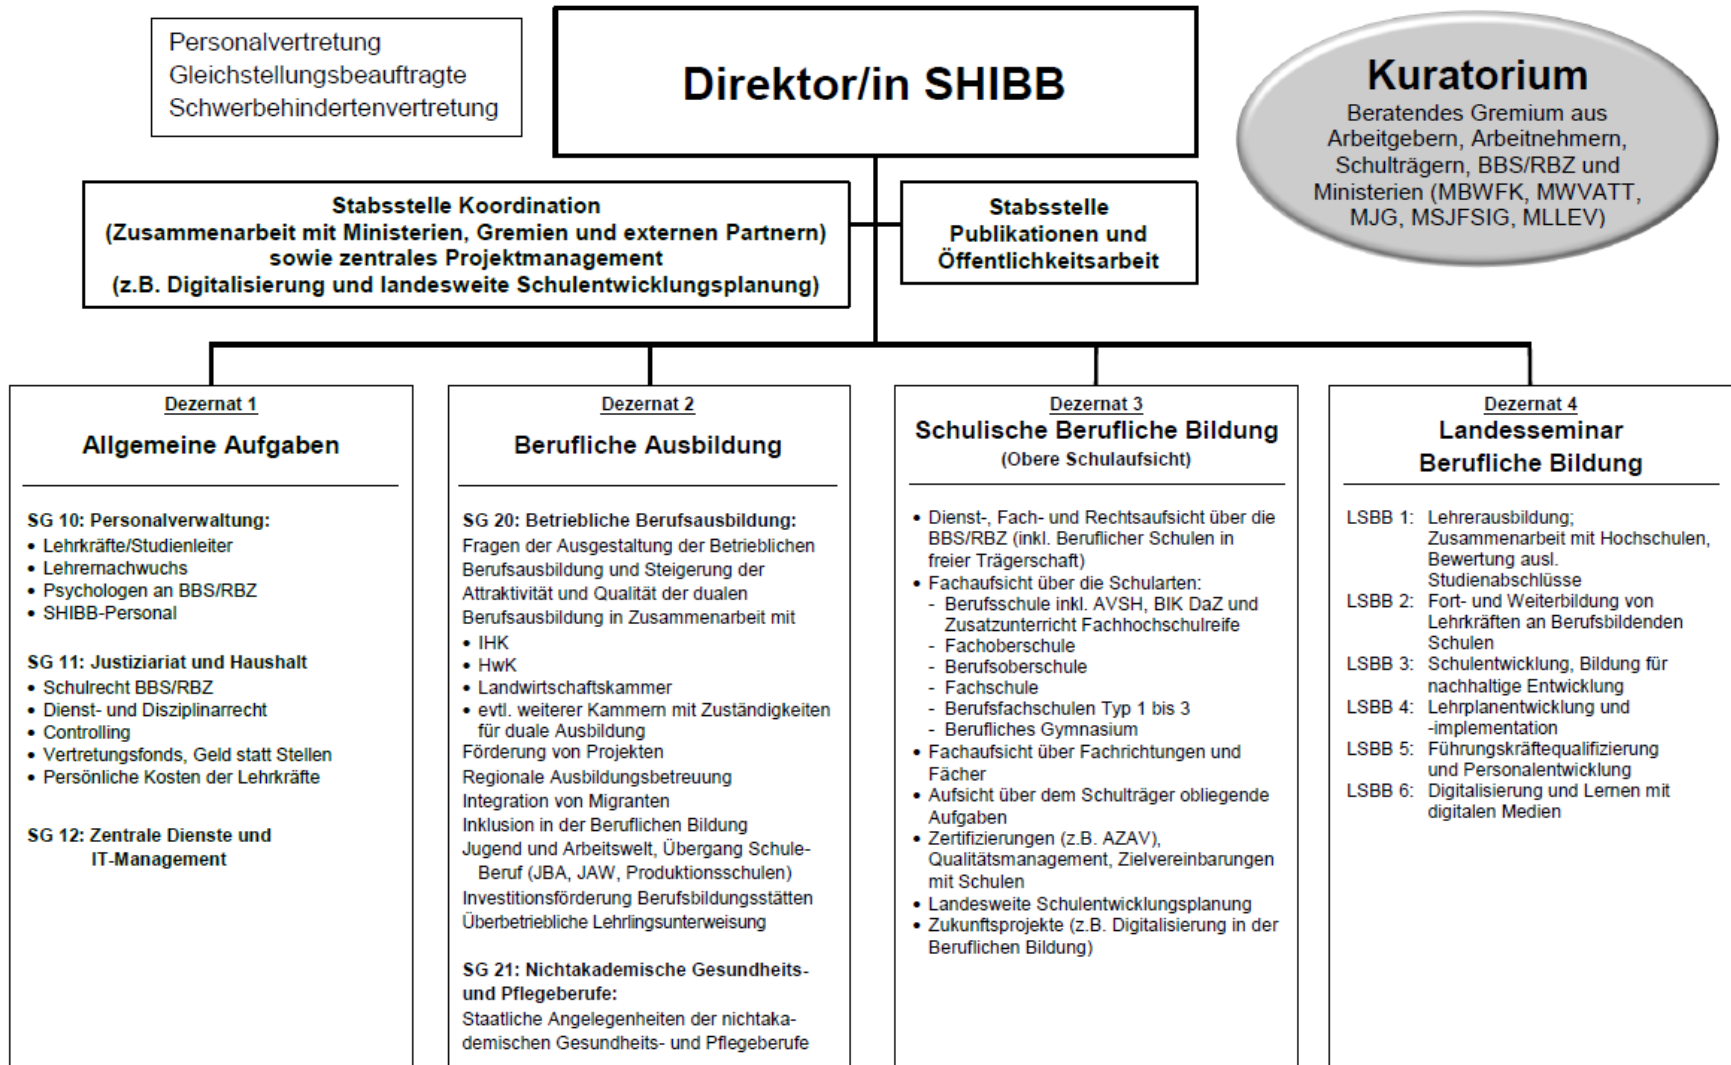 Personalvertretung
Gleichstellungsbeauftragte
Schwerbehindertenvertretung
Direktor/in SHIBB
Kuratorium
Beratendes Gremium aus
Arbeitgebern, Arbeitnehmern,
Schulträgern, BBS/RBZ und
Ministerien (MBWFK, MWVATT,
MJG, MSJFSIG, MLLEV)
Stabsstelle Koordination
(Zusammenarbeit mit Ministerien, Gremien und externen Partnern)
sowie zentrales Projektmanagement
(z.B. Digitalisierung und landesweite Schulentwicklungsplanung)
Stabsstelle
Publikationen und
Öffentlichkeitsarbeit
Dezernat 1
Allgemeine Aufgaben
SG 10: Personalverwaltung:
• Lehrkräfte/Studienleiter
• Lehrernachwuchs
• Psychologen an BBS/RBZ
• SHIBB-Personal
SG 11: Justiziariat und Haushalt
• Schulrecht BBS/RBZ
• Dienst- und Disziplinarrecht
• Controlling
• Vertretungsfonds, Geld statt Stellen
• Persönliche Kosten der Lehrkräfte
SG 12: Zentrale Dienste und
IT-Management
Dezernat 2
Berufliche Ausbildung
SG 20: Betriebliche Berufsausbildung:
Fragen der Ausgestaltung der Betrieblichen
Berufsausbildung und Steigerung der
Attraktivität und Qualität der dualen
Berufsausbildung in Zusammenarbeit mit
• IHK
• HwK
• Landwirtschaftskammer
• evtl. weiterer Kammern mit Zuständigkeiten
für duale Ausbildung
Förderung von Projekten
Regionale Ausbildungsbetreuung
Integration von Migranten
Inklusion in der Beruflichen Bildung
Jugend und Arbeitswelt, Übergang Schule-
Beruf (JBA, JAW, Produktionsschulen)
Investitionsförderung Berufsbildungsstätten
Überbetriebliche Lehrlingsunterweisung
SG 21: Nichtakademische Gesundheits-
und Pflegeberufe:
Staatliche Angelegenheiten der nichtaka-
demischen Gesundheits- und Pflegeberufe
Dezernat 3
Schulische Berufliche Bildung
(Obere Schulaufsicht)
• Dienst-, Fach- und Rechtsaufsicht über die
BBS/RBZ (inkl. Beruflicher Schulen in
freier Trägerschaft)
• Fachaufsicht über die Schularten:
- Berufsschule inkl. AVSH, BIK DaZ und
Zusatzunterricht Fachhochschulreife
- Fachoberschule
- Berufsoberschule
- Fachschule
- Berufsfachschulen Typ 1 bis 3
- Berufliches Gymnasium
• Fachaufsicht über Fachrichtungen und
Fächer
• Aufsicht über dem Schulträger obliegende
Aufgaben
• Zertifizierungen (z.B. AZAV),
Qualitätsmanagement, Zielvereinbarungen
mit Schulen
• Landesweite Schulentwicklungsplanung
• Zukunftsprojekte (z.B. Digitalisierung in der
Beruflichen Bildung)
Dezernat 4
Landesseminar
Berufliche Bildung
LSBB 1: Lehrerausbildung;
Zusammenarbeit mit Hochschulen,
Bewertung ausl.
Studienabschlüsse
LSBB 2: Fort- und Weiterbildung von
Lehrkräften an Berufsbildenden
Schulen
LSBB 3: Schulentwicklung, Bildung für
nachhaltige Entwicklung
LSBB 4: Lehrplanentwicklung und
-implementation
LSBB 5: Führungskräftequalifizierung
und Personalentwicklung
LSBB 6: Digitalisierung und Lernen mit
digitalen Medien